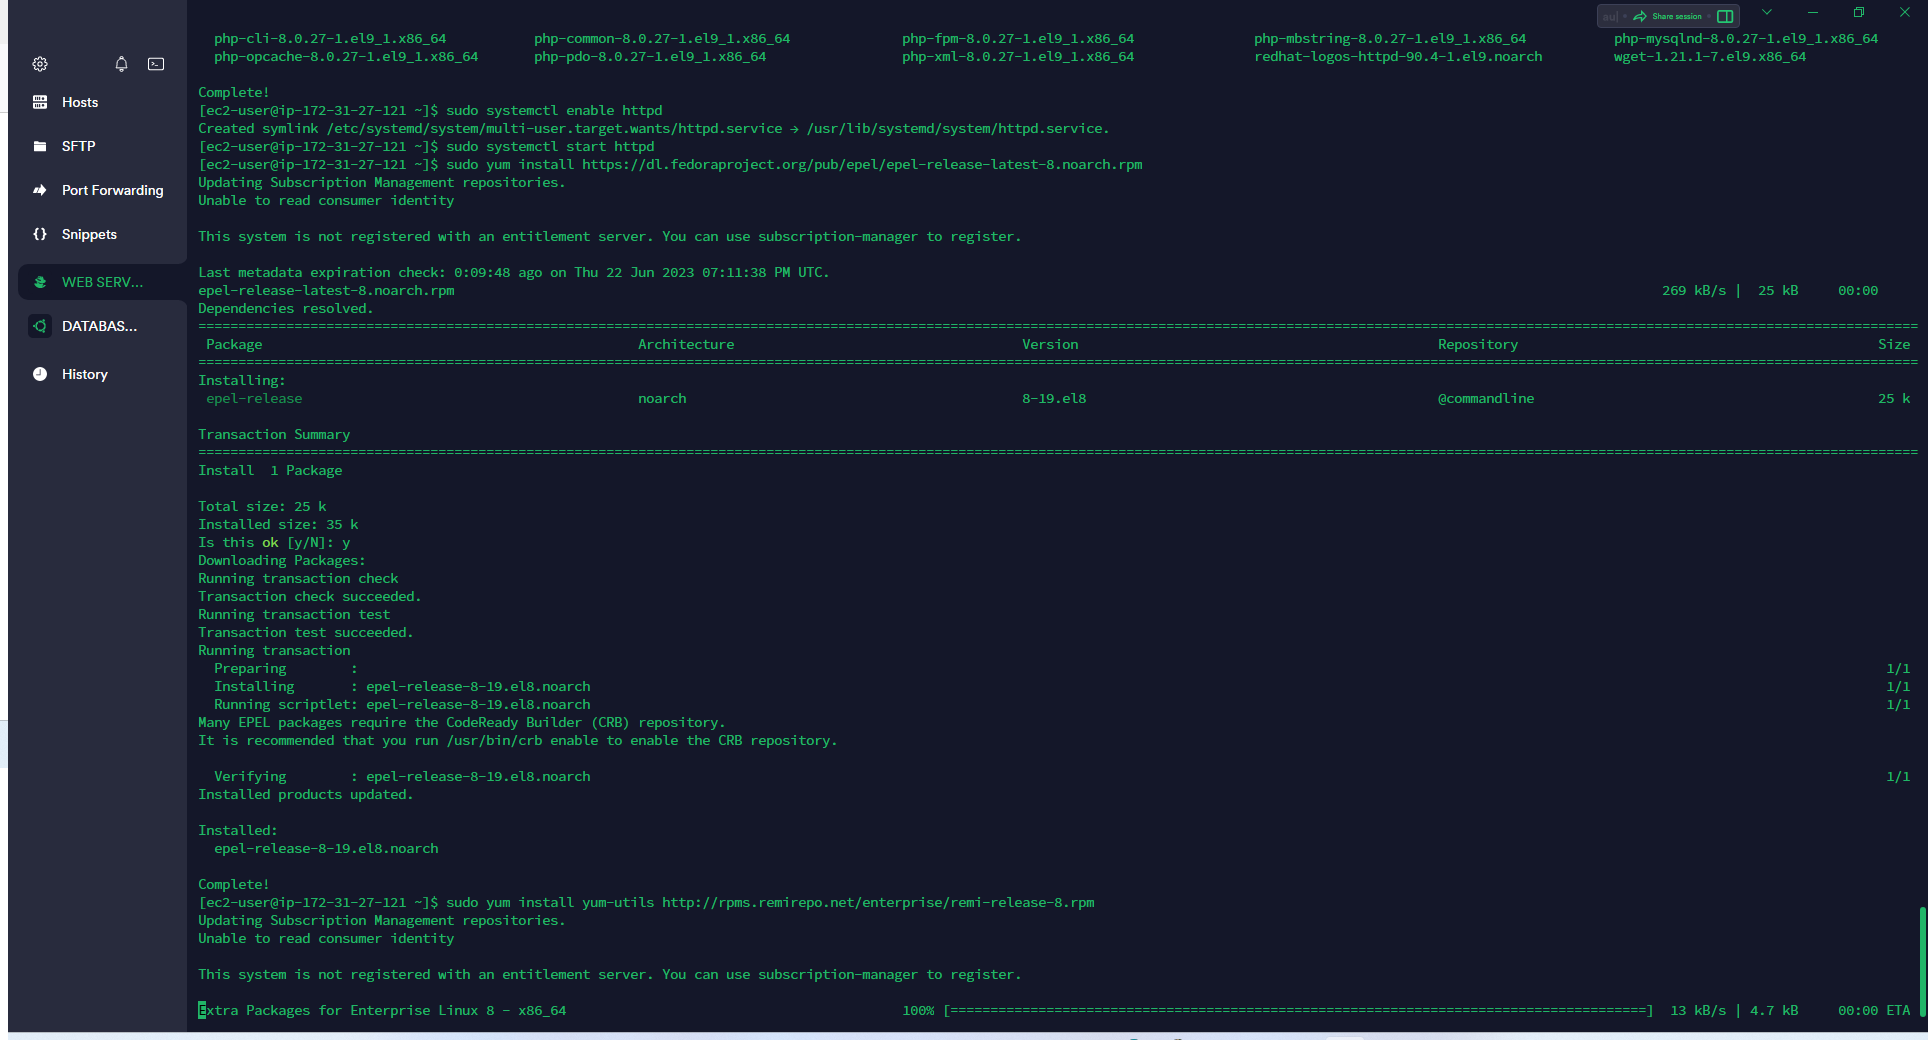 au
Share session
Hosts
SFTP
Port Forwarding
Snippets
WEB SERV...
DATABAS...
History
php-cli-8.0.27-1.el9_1.x86_64 php-common-8.0.27-1.el9_1.x86_64 php-fpm-8.0.27-1.el9_1.x86_64 php-mbstring-8.0.27-1.el9_1.x86_64 php-mysqlnd-8.0.27-1.el9_1.x86_64
php-opcache-8.0.27-1.el9_1.x86_64 php-pdo-8.0.27-1.el9_1.x86_64 php-xml-8.0.27-1.el9_1.x86_64 redhat-logos-httpd-90.4-1.el9.noarch wget-1.21.1-7.el9.x86_64
Complete!
[ec2-user@ip-172-31-27-121 ~]$ sudo systemctl enable httpd
Created symlink /etc/systemd/system/multi-user.target.wants/httpd.service → /usr/lib/systemd/system/httpd.service.
[ec2-user@ip-172-31-27-121 ~]$ sudo systemctl start httpd
[ec2-user@ip-172-31-27-121 ~]$ sudo yum install https://dl.fedoraproject.org/pub/epel/epel-release-latest-8.noarch.rpm
Updating Subscription Management repositories.
Unable to read consumer identity
This system is not registered with an entitlement server. You can use subscription-manager to register.
Last metadata expiration check: 0:09:48 ago on Thu 22 Jun 2023 07:11:38 PM UTC.
epel-release-latest-8.noarch.rpm 269 kB/s | 25 kB 00:00
Dependencies resolved.
================================================================================
Package Architecture Version Repository Size
================================================================================
Installing:
epel-release noarch 8-19.el8 @commandline 25 k
Transaction Summary
================================================================================
Install 1 Package
Total size: 25 k
Installed size: 35 k
Is this ok [y/N]: y
Downloading Packages:
Running transaction check
Transaction check succeeded.
Running transaction test
Transaction test succeeded.
Running transaction
Preparing : 1/1
Installing : epel-release-8-19.el8.noarch 1/1
Running scriptlet: epel-release-8-19.el8.noarch 1/1
Many EPEL packages require the CodeReady Builder (CRB) repository.
It is recommended that you run /usr/bin/crb enable to enable the CRB repository.
Verifying : epel-release-8-19.el8.noarch 1/1
Installed products updated.
Installed:
epel-release-8-19.el8.noarch
Complete!
[ec2-user@ip-172-31-27-121 ~]$ sudo yum install yum-utils http://rpms.remirepo.net/enterprise/remi-release-8.rpm
Updating Subscription Management repositories.
Unable to read consumer identity
This system is not registered with an entitlement server. You can use subscription-manager to register.
Extra Packages for Enterprise Linux 8 - x86_64 100% [=======================================================================================] 13 kB/s | 4.7 kB 00:00 ETA